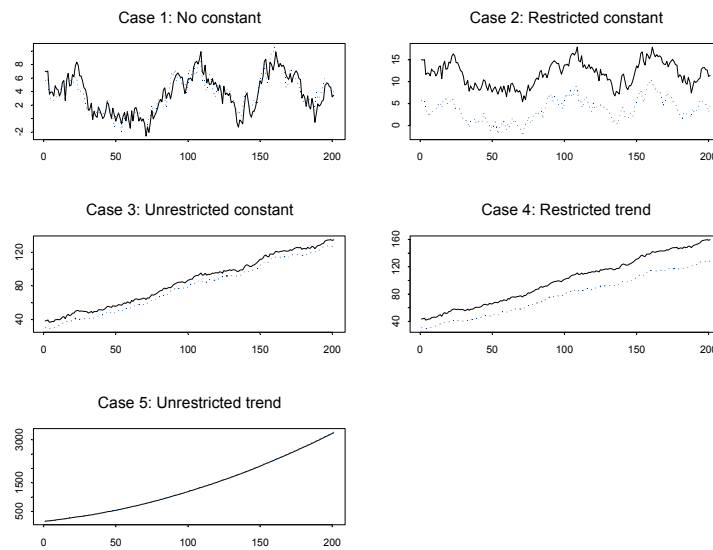 Case 1: No constant
8
6
4
2
-2
0 50 100 150 200
Case 2: Restricted constant
15
10
5
0
0 50 100 150 200
Case 3: Unrestricted constant
120
80
40
0 50 100 150 200
Case 4: Restricted trend
160
120
80
40
0 50 100 150 200
Case 5: Unrestricted trend
3000
1500
500
0 50 100 150 200